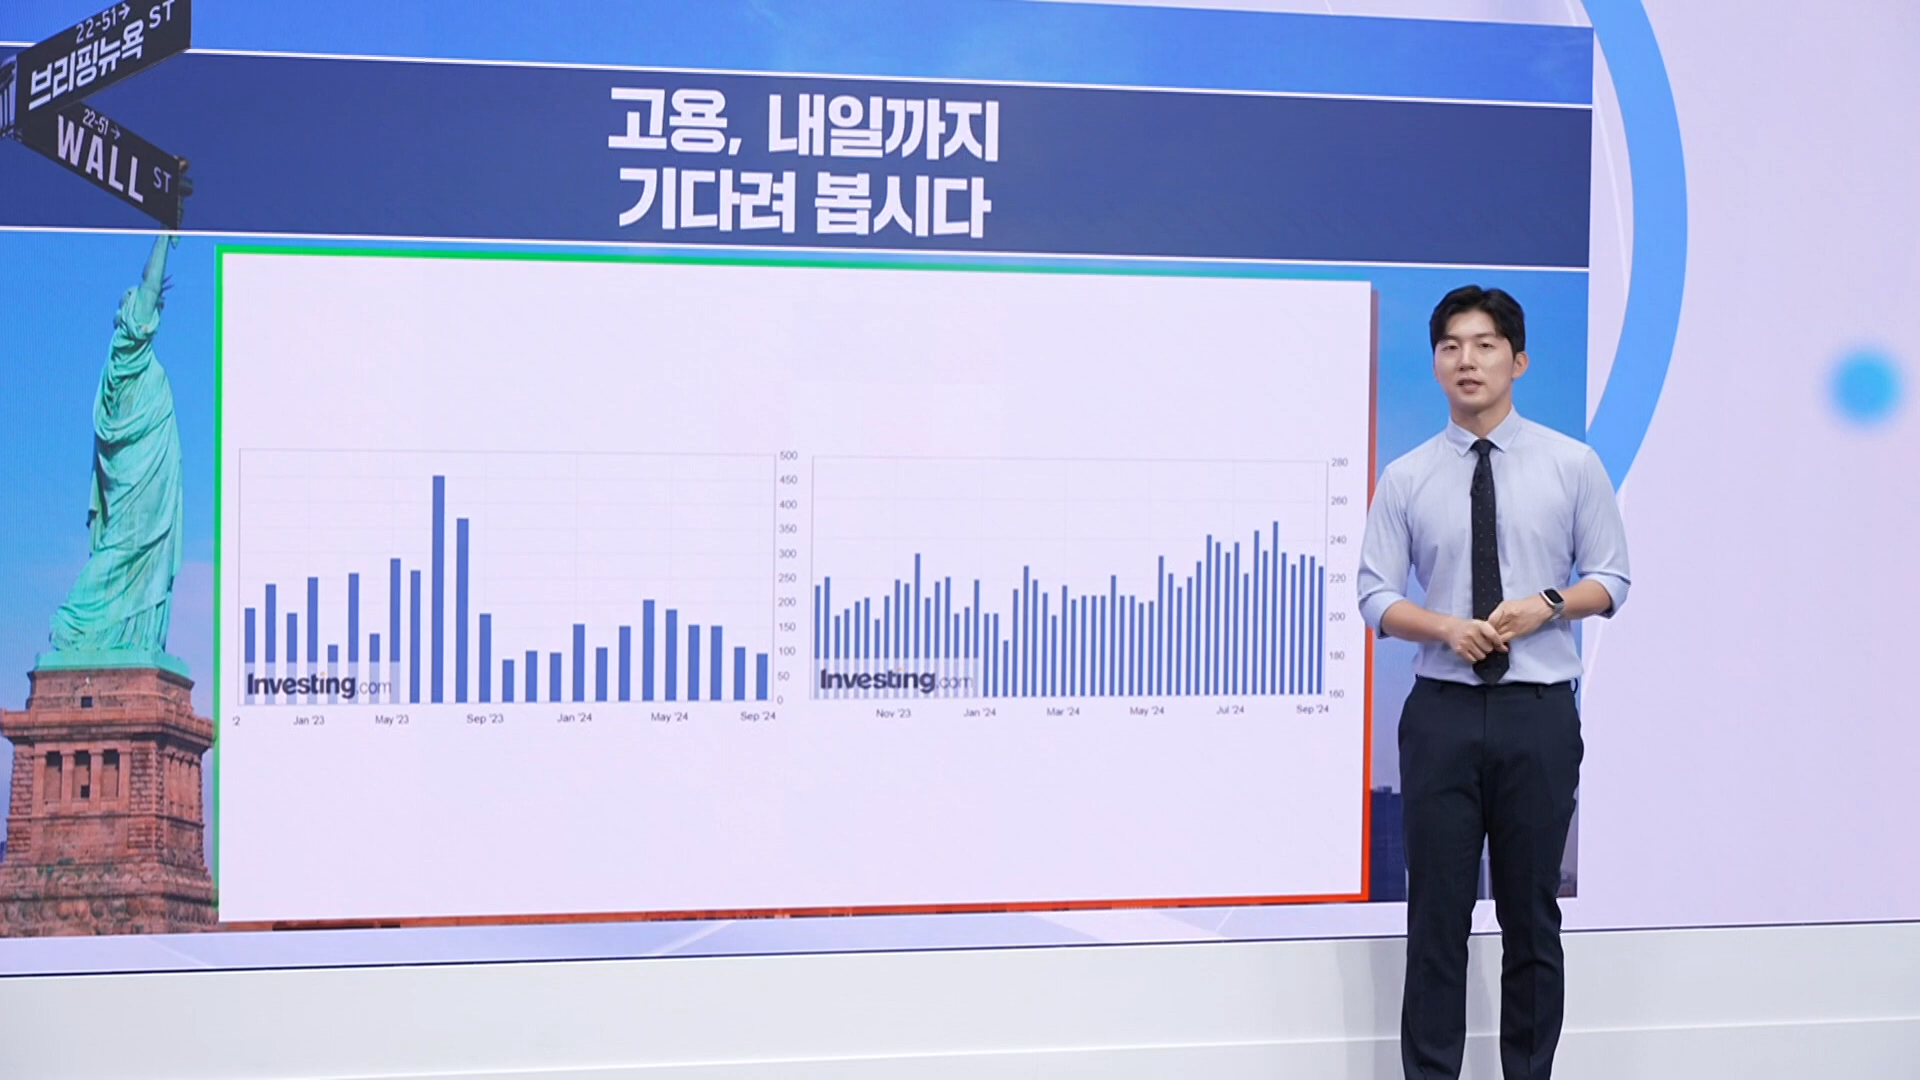 22-51→
브리핑뉴욕 ST
22-51→
WALL ST
고용, 내일까지
기다려 봅시다
500
450
400
350
300
250
200
150
100
50
0
Investing.com
2 Jan '23 May '23 Sep '23 Jan '24 May '24 Sep '24
280
260
240
220
200
180
160
Investing.com
Nov '23 Jan '24 Mar '24 May '24 Jul '24 Sep '24